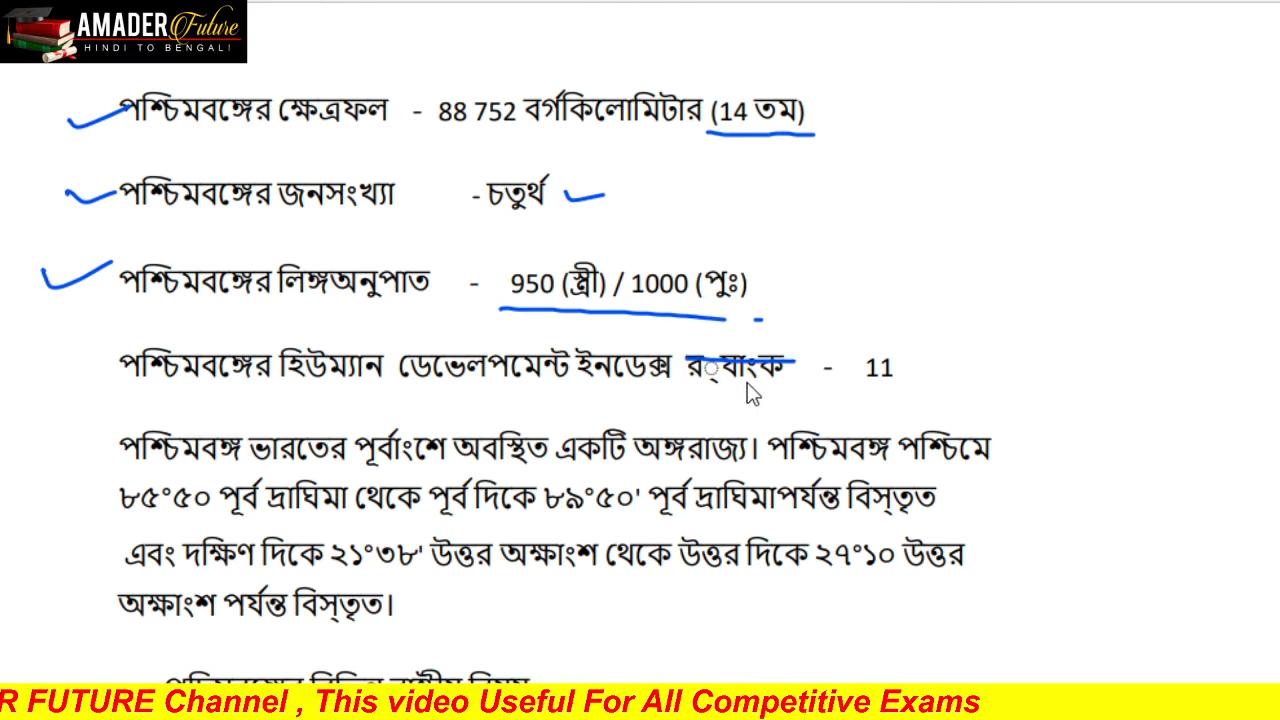 AMADER Future
HINDI TO BENGALI
পশ্চিমবঙ্গের ক্ষেত্রফল - 88 752 বর্গকিলোমিটার (14 তম)
পশ্চিমবঙ্গের জনসংখ্যা - চতুর্থ
পশ্চিমবঙ্গের লিঙ্গঅনুপাত - 950 (স্ত্রী) / 1000 (পুঃ)
পশ্চিমবঙ্গের হিউম্যান ডেভেলপমেন্ট ইনডেক্স র‍্যাংক - 11
পশ্চিমবঙ্গ ভারতের পূর্বাংশে অবস্থিত একটি অঙ্গরাজ্য। পশ্চিমবঙ্গ পশ্চিমে
৮৫°৫০ পূর্ব দ্রাঘিমা থেকে পূর্ব দিকে ৮৯°৫০' পূর্ব দ্রাঘিমাপর্যন্ত বিস্তৃত
এবং দক্ষিণ দিকে ২১°৩৮' উত্তর অক্ষাংশ থেকে উত্তর দিকে ২৭°১০ উত্তর
অক্ষাংশ পর্যন্ত বিস্তৃত।
R FUTURE Channel , This video Useful For All Competitive Exams